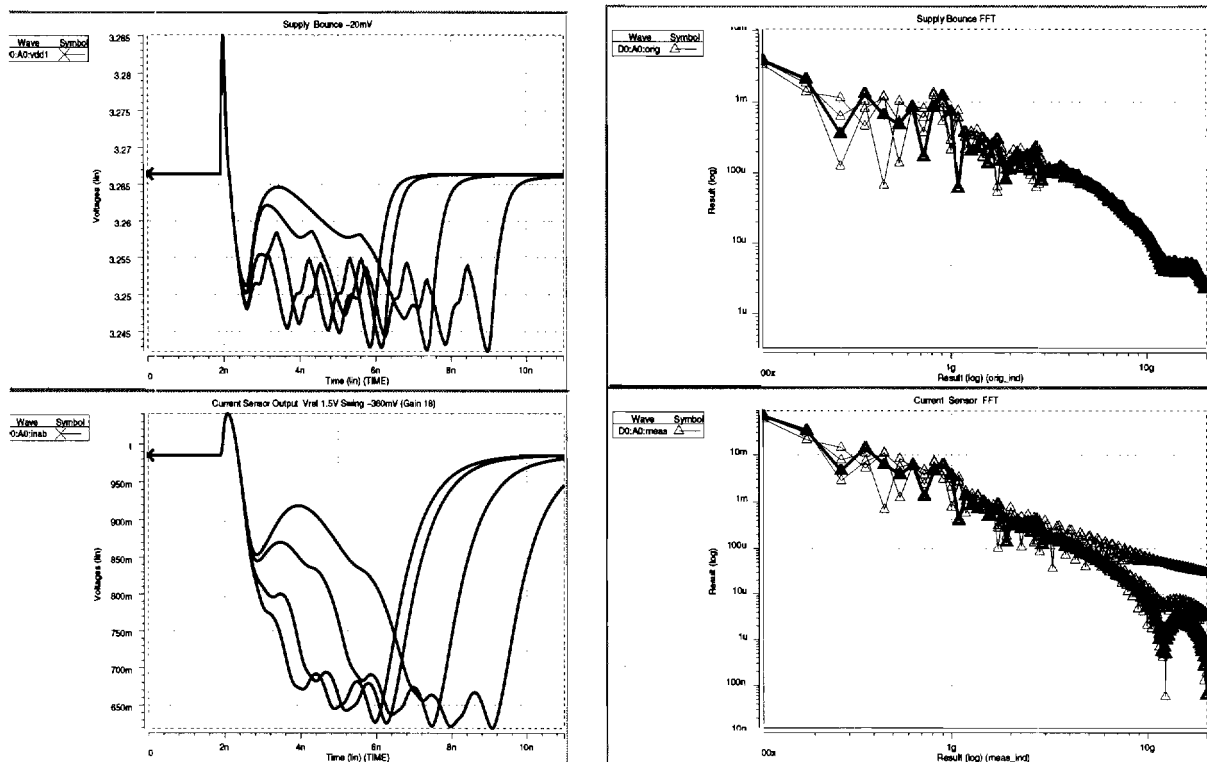 Supply Bounce ~20mV
Wave Symbol
D0:A0:vdd1
3.285
3.28
3.275
3.27
3.265
3.26
3.255
3.25
3.245
Voltages (lin)
0 2n 4n 6n 8n 10n
Time (lin) (TIME)
Supply Bounce FFT
Wave Symbol
D0:A0:orig
1m
100u
10u
1u
Result (log)
00x 1g 10g
Result (log) (orig_ind)
Current Sensor Output Vref 1.5V Swing ~360mV (Gain 18)
Wave Symbol
0:A0:inab
1
950m
900m
850m
800m
750m
700m
650m
Voltages (lin)
0 2n 4n 6n 8n 10n
Time (lin) (TIME)
Current Sensor FFT
Wave Symbol
D0:A0:meas
10m
1m
100u
10u
1u
100n
10n
Result (log)
00x 1g 10g
Result (log) (meas_ind)